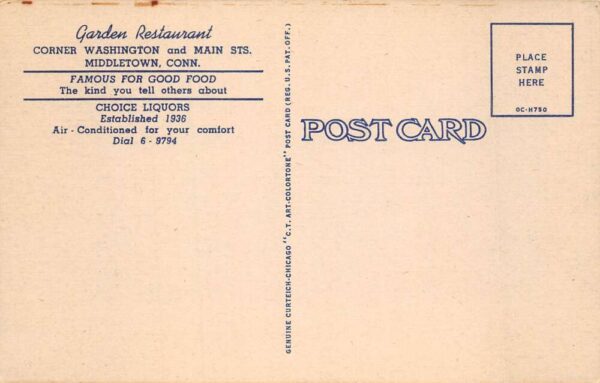 Garden Restaurant
CORNER WASHINGTON and MAIN STS.
MIDDLETOWN, CONN.
FAMOUS FOR GOOD FOOD
The kind you tell others about
CHOICE LIQUORS
Established 1936
Air - Conditioned for your comfort
Dial 6 - 9794
GENUINE CURTEICH-CHICAGO "C.T. ART-COLORTONE" POST CARD (REG. U.S. PAT. OFF.)
POST CARD
PLACE
STAMP
HERE
OC-H750